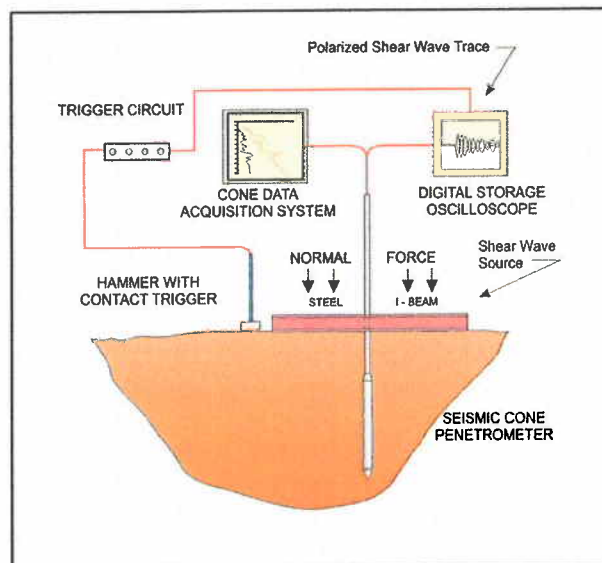 Polarized Shear Wave Trace
TRIGGER CIRCUIT
CONE DATA
ACQUISITION SYSTEM
DIGITAL STORAGE
OSCILLOSCOPE
HAMMER WITH
CONTACT TRIGGER
NORMAL FORCE
STEEL I - BEAM
Shear Wave
Source
SEISMIC CONE
PENETROMETER